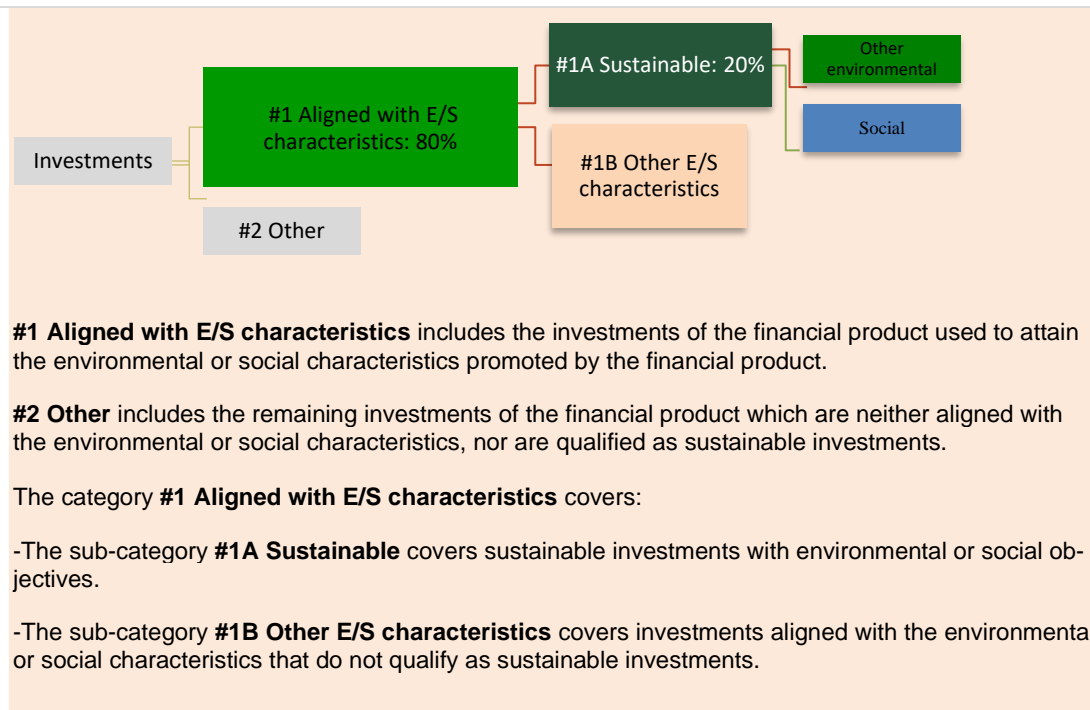 #1A Sustainable: 20%
Other
environmental
#1 Aligned with E/S
characteristics: 80%
Social
Investments
#1B Other E/S
characteristics
#2 Other
#1 Aligned with E/S characteristics includes the investments of the financial product used to attain
the environmental or social characteristics promoted by the financial product.
#2 Other includes the remaining investments of the financial product which are neither aligned with
the environmental or social characteristics, nor are qualified as sustainable investments.
The category #1 Aligned with E/S characteristics covers:
-The sub-category #1A Sustainable covers sustainable investments with environmental or social ob-
jectives.
-The sub-category #1B Other E/S characteristics covers investments aligned with the environmenta
or social characteristics that do not qualify as sustainable investments.